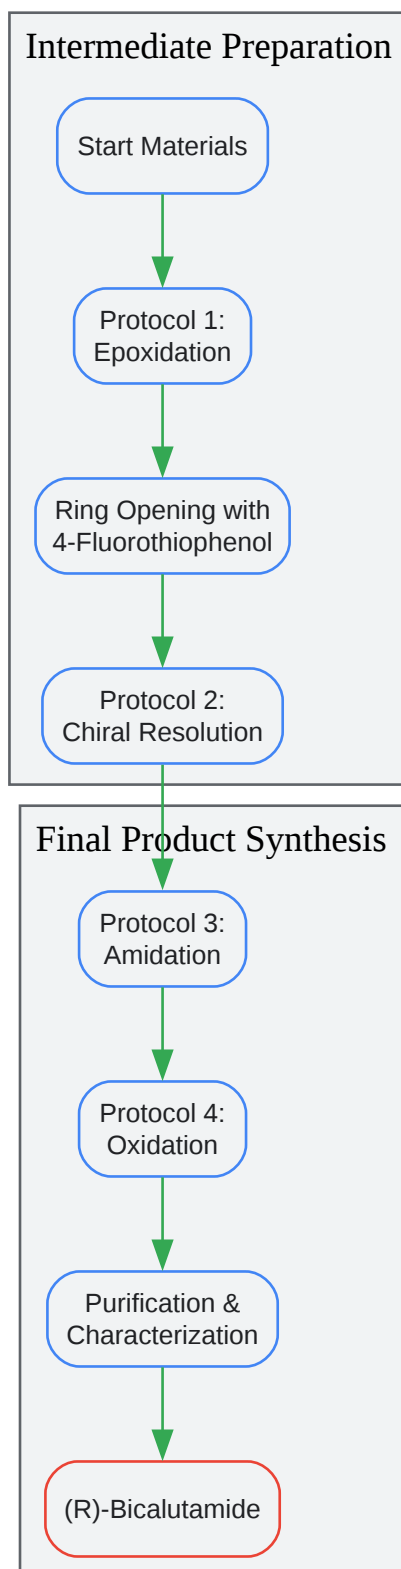 Intermediate Preparation
Start Materials
Protocol 1:
Epoxidation
Ring Opening with
4-Fluorothiophenol
Protocol 2:
Chiral Resolution
Final Product Synthesis
Protocol 3:
Amidation
Protocol 4:
Oxidation
Purification &
Characterization
(R)-Bicalutamide